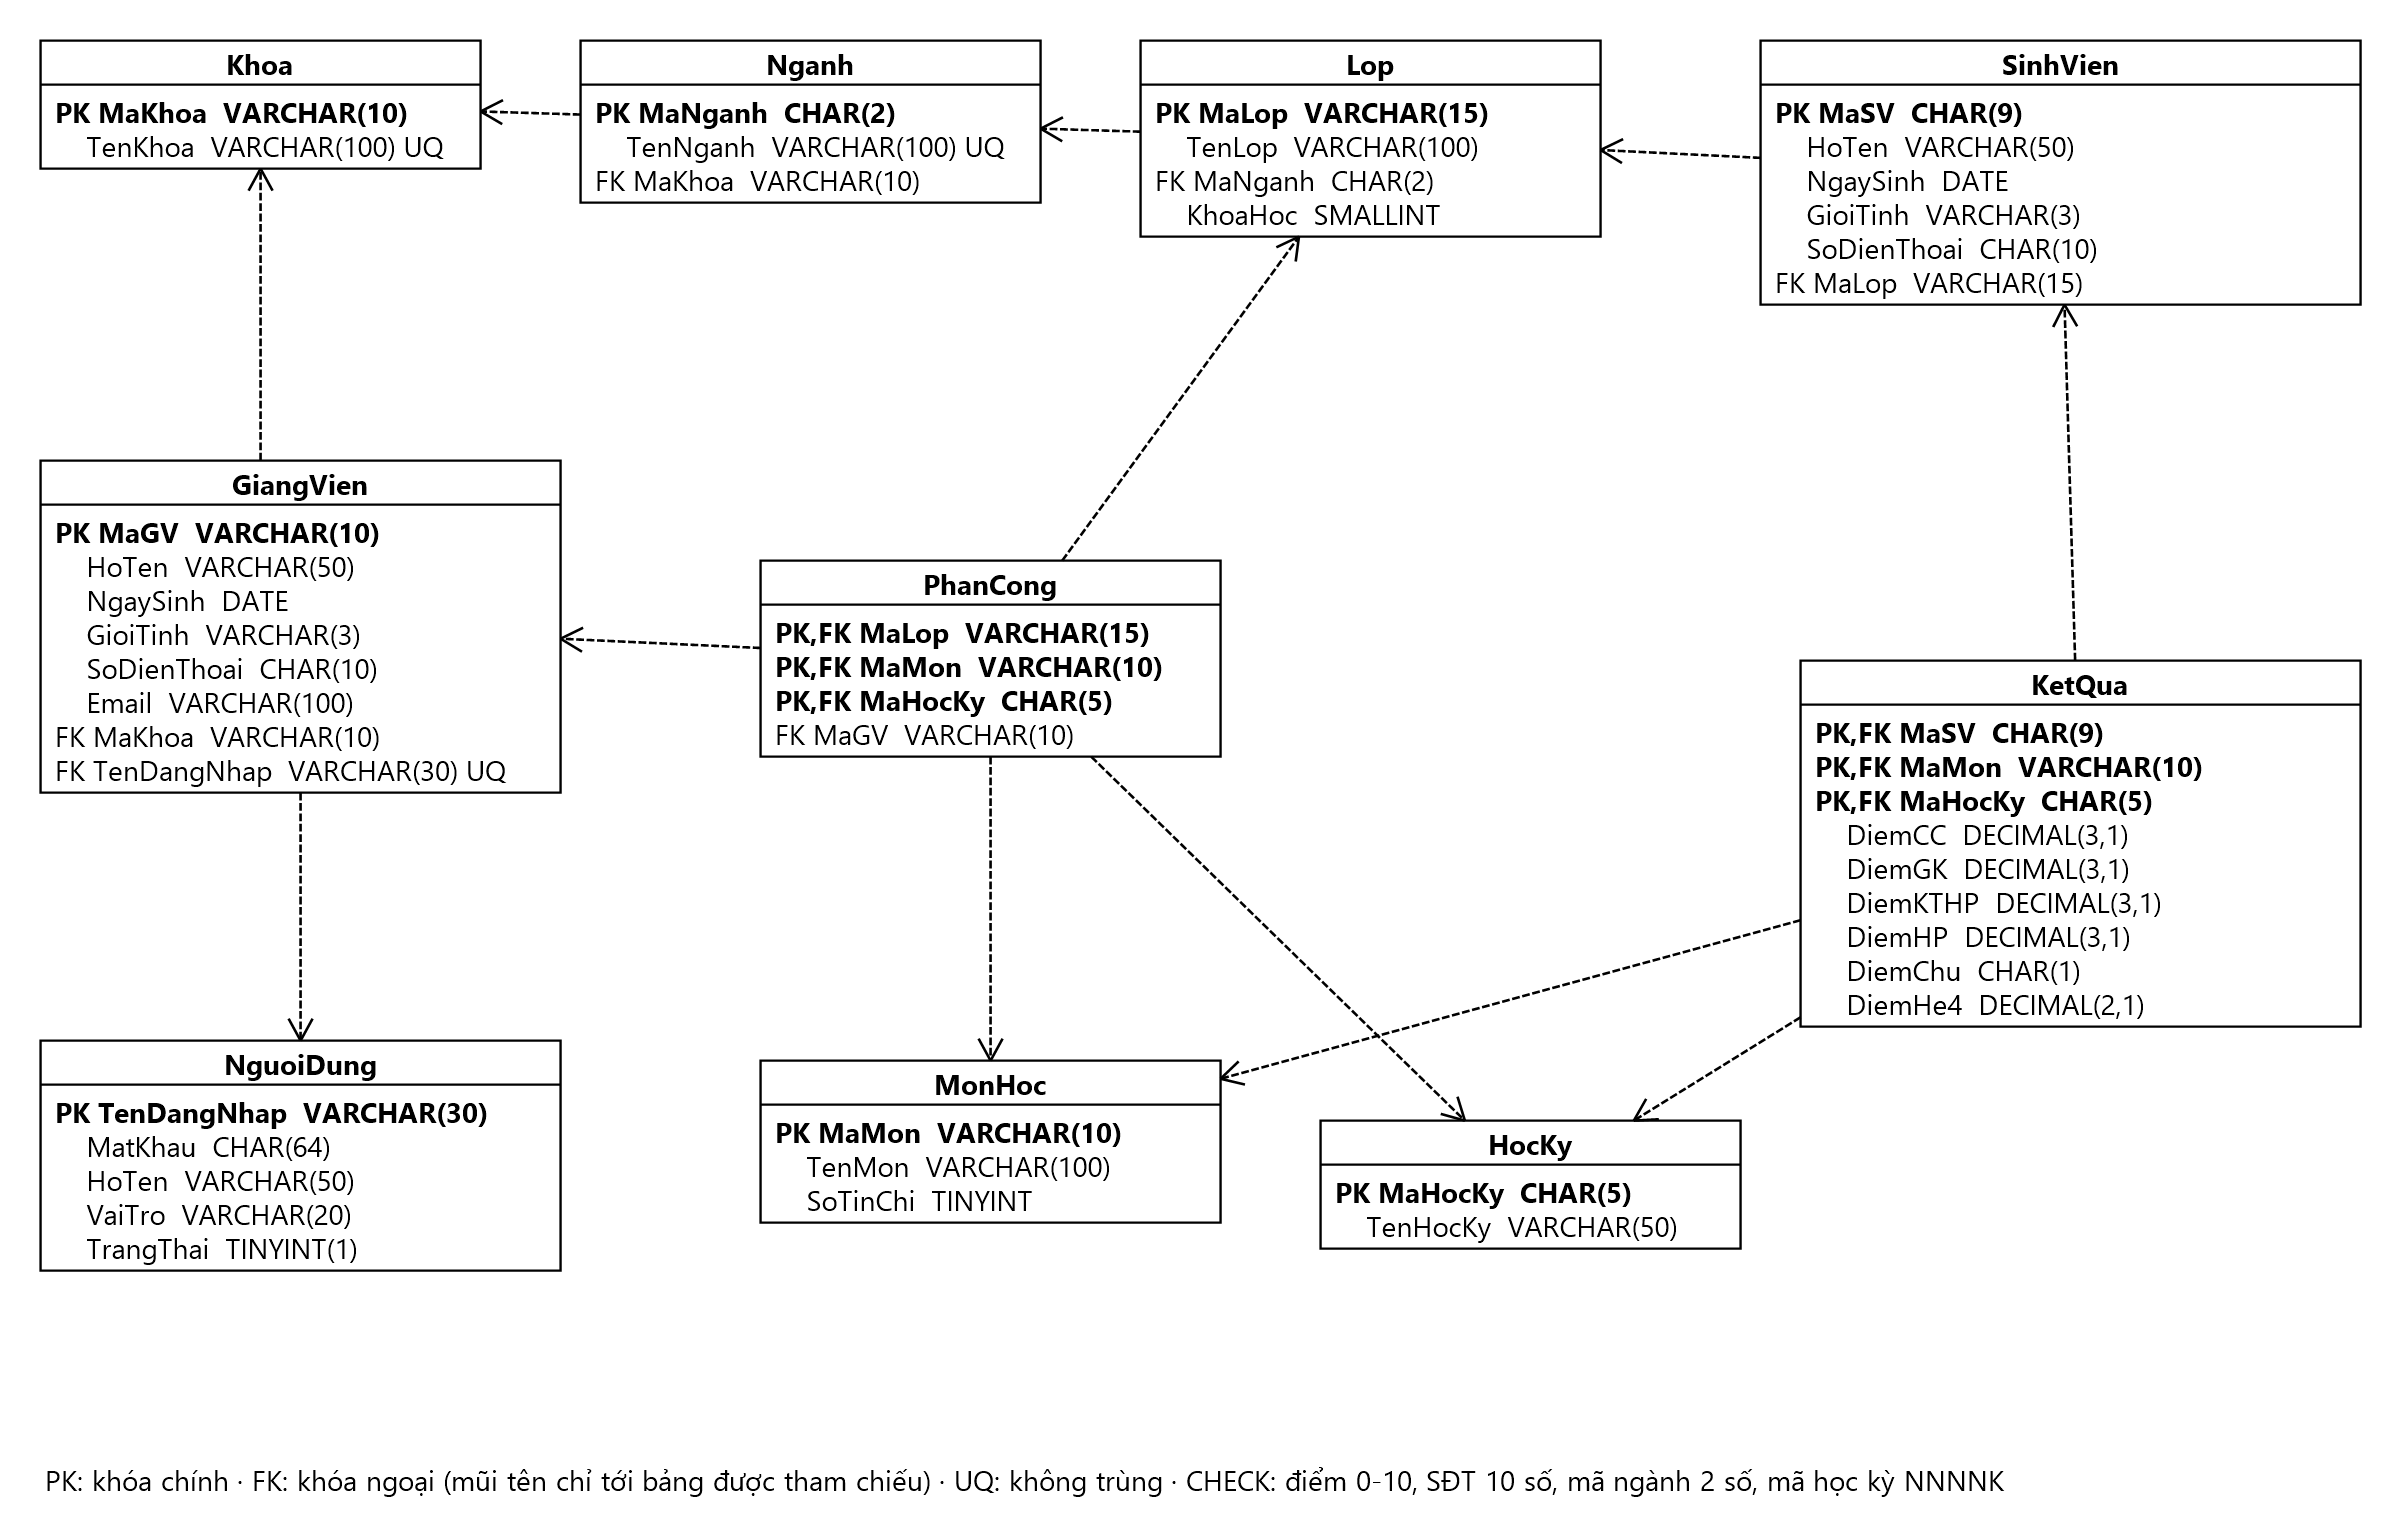 Khoa
PK MaKhoa VARCHAR(10)
TenKhoa VARCHAR(100) UQ
Nganh
PK MaNganh CHAR(2)
TenNganh VARCHAR(100) UQ
FK MaKhoa VARCHAR(10)
Lop
PK MaLop VARCHAR(15)
TenLop VARCHAR(100)
FK MaNganh CHAR(2)
KhoaHoc SMALLINT
SinhVien
PK MaSV CHAR(9)
HoTen VARCHAR(50)
NgaySinh DATE
GioiTinh VARCHAR(3)
SoDienThoai CHAR(10)
FK MaLop VARCHAR(15)
GiangVien
PK MaGV VARCHAR(10)
HoTen VARCHAR(50)
NgaySinh DATE
GioiTinh VARCHAR(3)
SoDienThoai CHAR(10)
Email VARCHAR(100)
FK MaKhoa VARCHAR(10)
FK TenDangNhap VARCHAR(30) UQ
PhanCong
PK,FK MaLop VARCHAR(15)
PK,FK MaMon VARCHAR(10)
PK,FK MaHocKy CHAR(5)
FK MaGV VARCHAR(10)
KetQua
PK,FK MaSV CHAR(9)
PK,FK MaMon VARCHAR(10)
PK,FK MaHocKy CHAR(5)
DiemCC DECIMAL(3,1)
DiemGK DECIMAL(3,1)
DiemKTHP DECIMAL(3,1)
DiemHP DECIMAL(3,1)
DiemChu CHAR(1)
DiemHe4 DECIMAL(2,1)
NguoiDung
PK TenDangNhap VARCHAR(30)
MatKhau CHAR(64)
HoTen VARCHAR(50)
VaiTro VARCHAR(20)
TrangThai TINYINT(1)
MonHoc
PK MaMon VARCHAR(10)
TenMon VARCHAR(100)
SoTinChi TINYINT
HocKy
PK MaHocKy CHAR(5)
TenHocKy VARCHAR(50)
PK: khóa chính · FK: khóa ngoại (mũi tên chỉ tới bảng được tham chiếu) · UQ: không trùng · CHECK: điểm 0-10, SĐT 10 số, mã ngành 2 số, mã học kỳ NNNNK